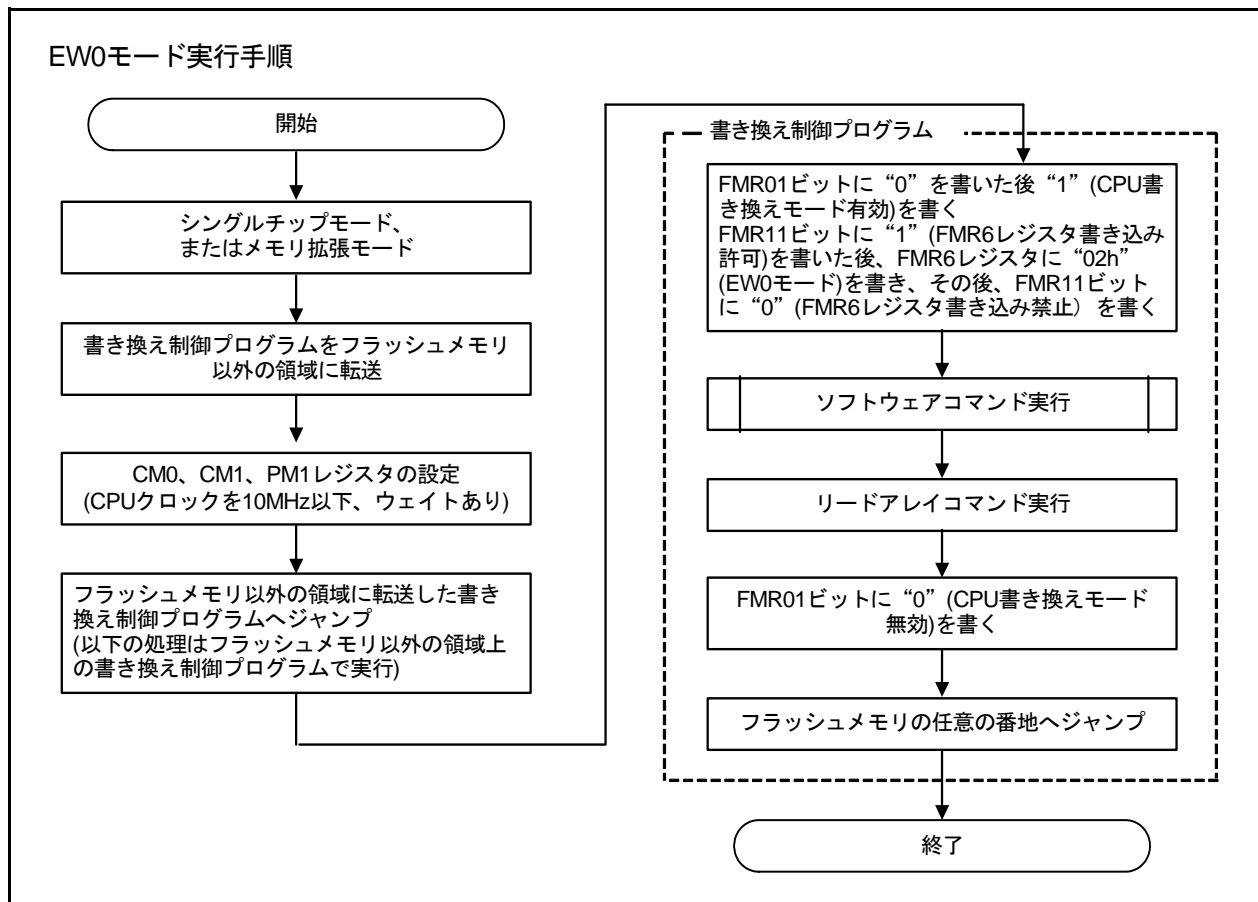 EW0モード実行手順
開始
シングルチップモード、
またはメモリ拡張モード
書き換え制御プログラムをフラッシュメモリ
以外の領域に転送
CM0、CM1、PM1レジスタの設定
(CPUクロックを10MHz以下、ウェイトあり)
フラッシュメモリ以外の領域に転送した書き
換え制御プログラムへジャンプ
(以下の処理はフラッシュメモリ以外の領域上
の書き換え制御プログラムで実行)
書き換え制御プログラム
FMR01ビットに“0”を書いた後“1”(CPU書
き換えモード有効)を書く
FMR11ビットに“1”(FMR6レジスタ書き込み
許可)を書いた後、FMR6レジスタに“02h”
(EW0モード)を書き、その後、FMR11ビット
に“0”(FMR6レジスタ書き込み禁止）を書く
ソフトウェアコマンド実行
リードアレイコマンド実行
FMR01ビットに“0”(CPU書き換えモード
無効)を書く
フラッシュメモリの任意の番地へジャンプ
終了